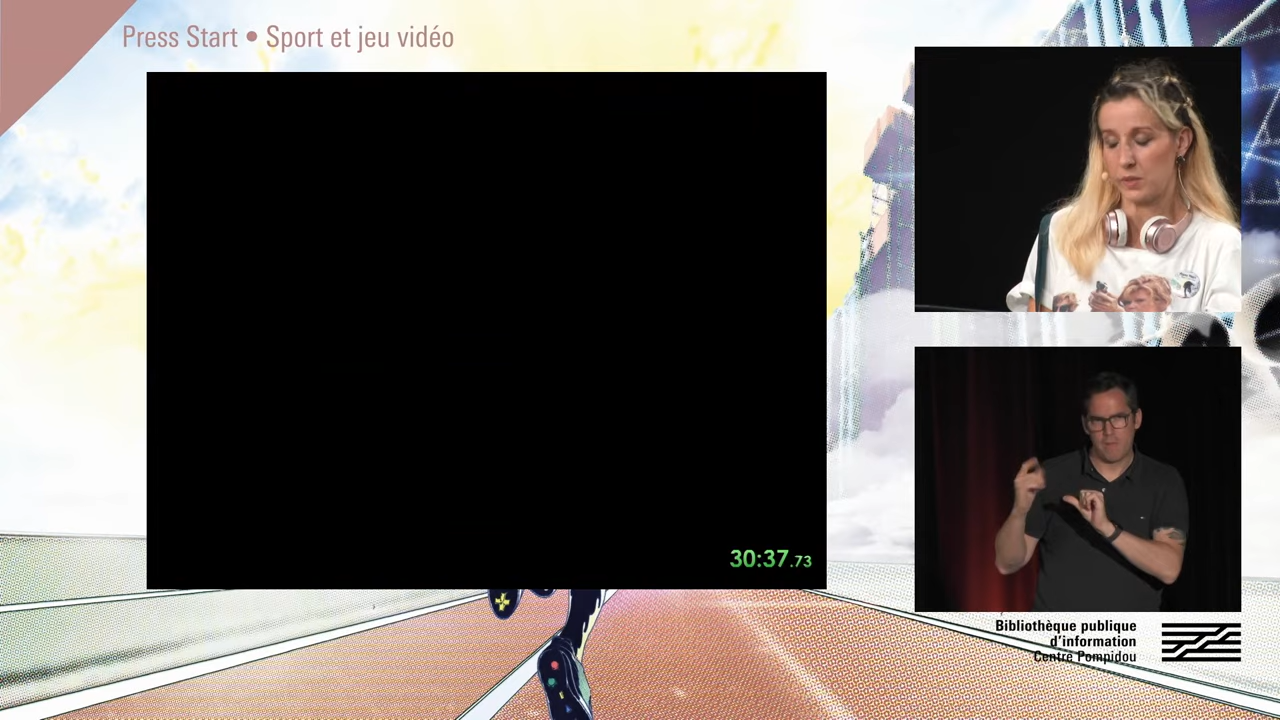 Press Start • Sport et jeu vidéo
30:37.73
Bibliothèque publique
d'information
Centre Pompidou